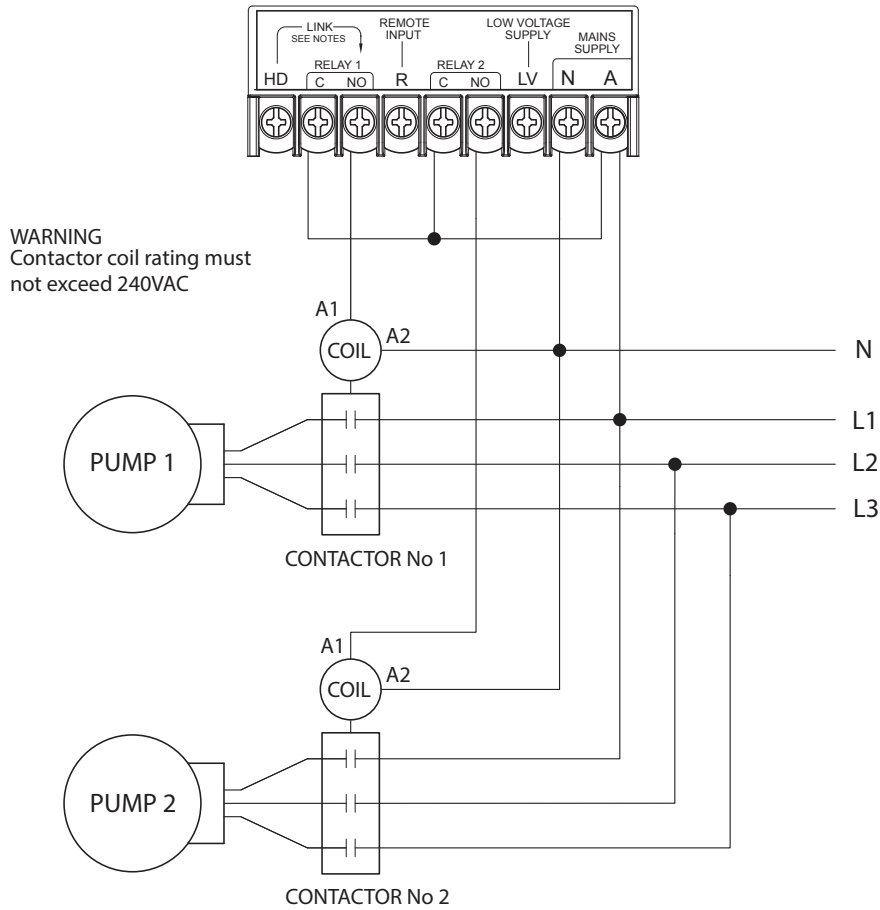 LINK
SEE NOTES
REMOTE
INPUT
LOW VOLTAGE
SUPPLY
MAINS
SUPPLY
RELAY 1
RELAY 2
HD
C
NO
R
C
NO
LV
N
A
WARNING
Contactor coil rating must
not exceed 240VAC
A1
COIL
A2
N
PUMP 1
L1
L2
L3
CONTACTOR No 1
A1
COIL
A2
PUMP 2
CONTACTOR No 2